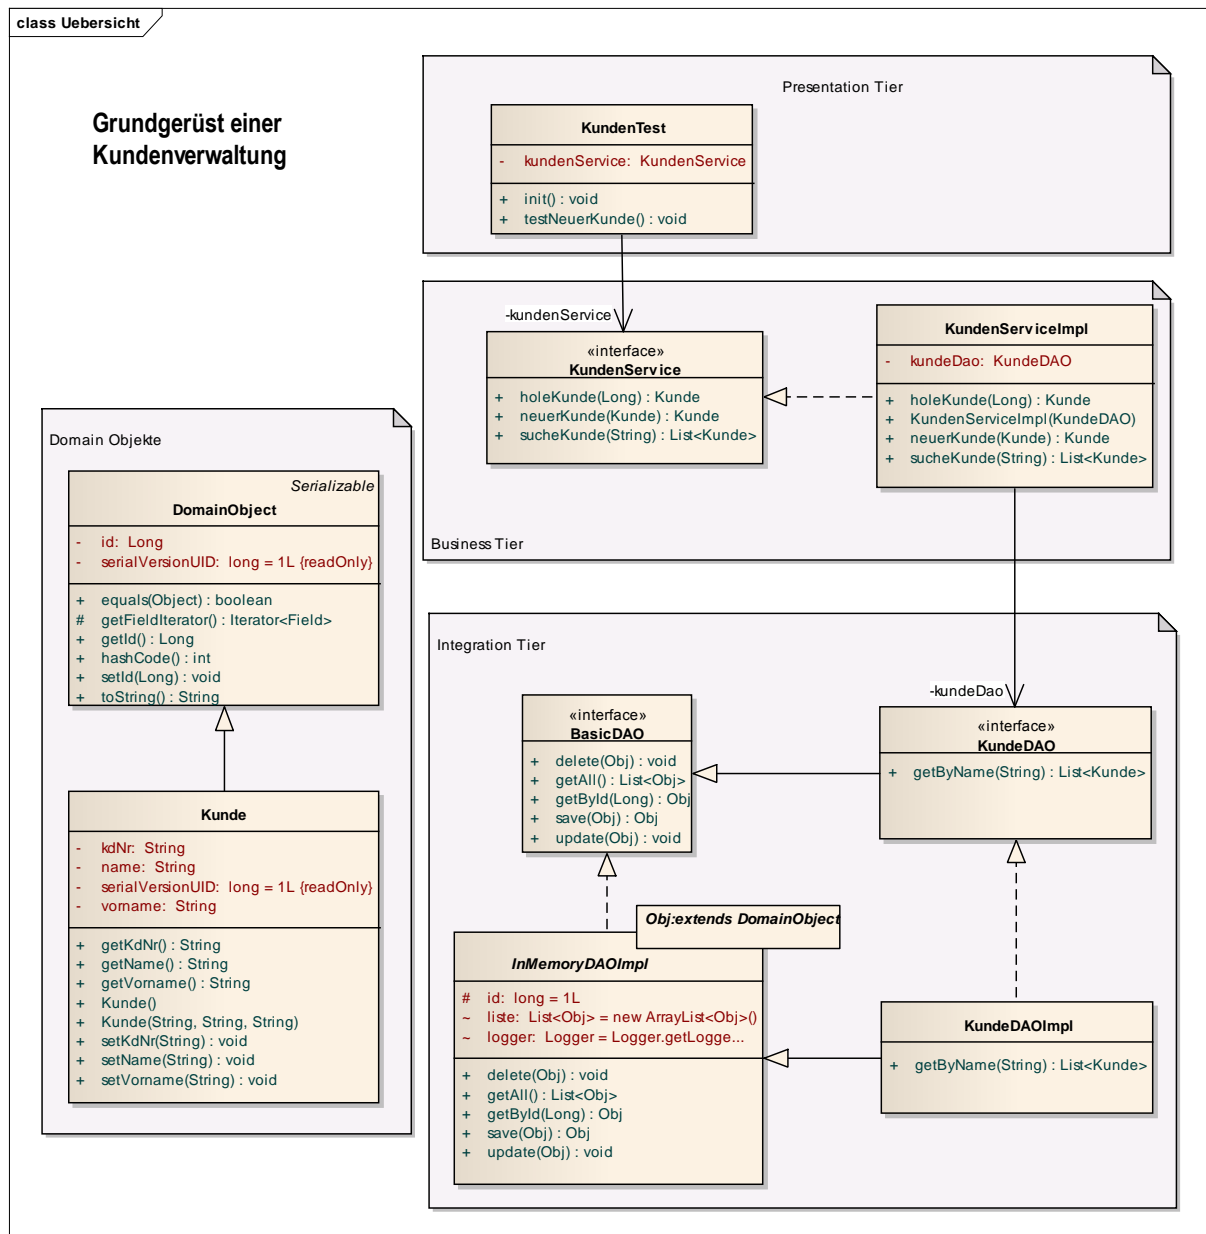 class Uebersicht
Grundgerüst einer
Kundenverwaltung
Presentation Tier
KundenTest
- kundenService: KundenService
+ init() : void
+ testNeuerKunde() : void
-kundenService
«interface»
KundenService
+ holeKunde(Long) : Kunde
+ neuerKunde(Kunde) : Kunde
+ sucheKunde(String) : List<Kunde>
KundenServiceImpl
- kundeDao: KundeDAO
+ holeKunde(Long) : Kunde
+ KundenServiceImpl(KundeDAO)
+ neuerKunde(Kunde) : Kunde
+ sucheKunde(String) : List<Kunde>
Business Tier
Domain Objekte
Serializable
DomainObject
- id: Long
- serialVersionUID: long = 1L {readOnly}
+ equals(Object) : boolean
# getFieldIterator() : Iterator<Field>
+ getId() : Long
+ hashCode() : int
+ setId(Long) : void
+ toString() : String
Kunde
- kdNr: String
- name: String
- serialVersionUID: long = 1L {readOnly}
- vorname: String
+ getKdNr() : String
+ getName() : String
+ getVorname() : String
+ Kunde()
+ Kunde(String, String, String)
+ setKdNr(String) : void
+ setName(String) : void
+ setVorname(String) : void
Integration Tier
-kundeDao
«interface»
BasicDAO
+ delete(Obj) : void
+ getAll() : List<Obj>
+ getById(Long) : Obj
+ save(Obj) : Obj
+ update(Obj) : void
«interface»
KundeDAO
+ getByName(String) : List<Kunde>
Obj:extends DomainObject
InMemoryDAOImpl
# id: long = 1L
~ liste: List<Obj> = new ArrayList<Obj>()
~ logger: Logger = Logger.getLogge...
+ delete(Obj) : void
+ getAll() : List<Obj>
+ getById(Long) : Obj
+ save(Obj) : Obj
+ update(Obj) : void
KundeDAOImpl
+ getByName(String) : List<Kunde>